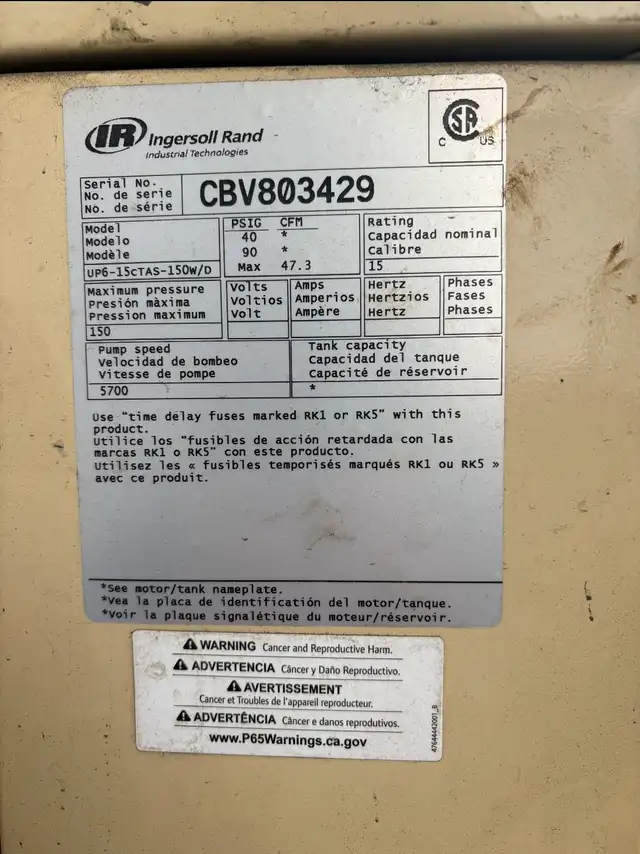 IR Ingersoll Rand
Industrial Technologies
CSA
C US
Serial No.
No. de serie
No. de série
CBV803429
Model
Modelo
Modèle
UP6-15cTAS-150W/D
PSIG CFM
40 *
90 *
Max 47.3
Rating
Capacidad nominal
Calibre
15
Maximum pressure
Presión màxima
Pression maximum
150
Volts
Voltios
Volt
Amps
Amperios
Ampère
Hertz
Hertzios
Hertz
Phases
Fases
Phases
Pump speed
Velocidad de bombeo
Vitesse de pompe
5700
Tank capacity
Capacidad del tanque
Capacité de réservoir
*
Use "time delay fuses marked RK1 or RK5" with this
product.
Utilice los "fusibles de acción retardada con las
marcas RK1 o RK5" con este producto.
Utilisez les « fusibles temporisés marqués RK1 ou RK5 »
avec ce produit.
*See motor/tank nameplate.
*Vea la placa de identificación del motor/tanque.
*Voir la plaque signalétique du moteur/réservoir.
WARNING Cancer and Reproductive Harm.
ADVERTENCIA Câncer y Daño Reproductivo.
AVERTISSEMENT
Cancer et Troubles de l'appareil reproducteur.
ADVERTÊNCIA Câncer e danos reprodutivos.
www.P65Warnings.ca.gov
47644442001_B